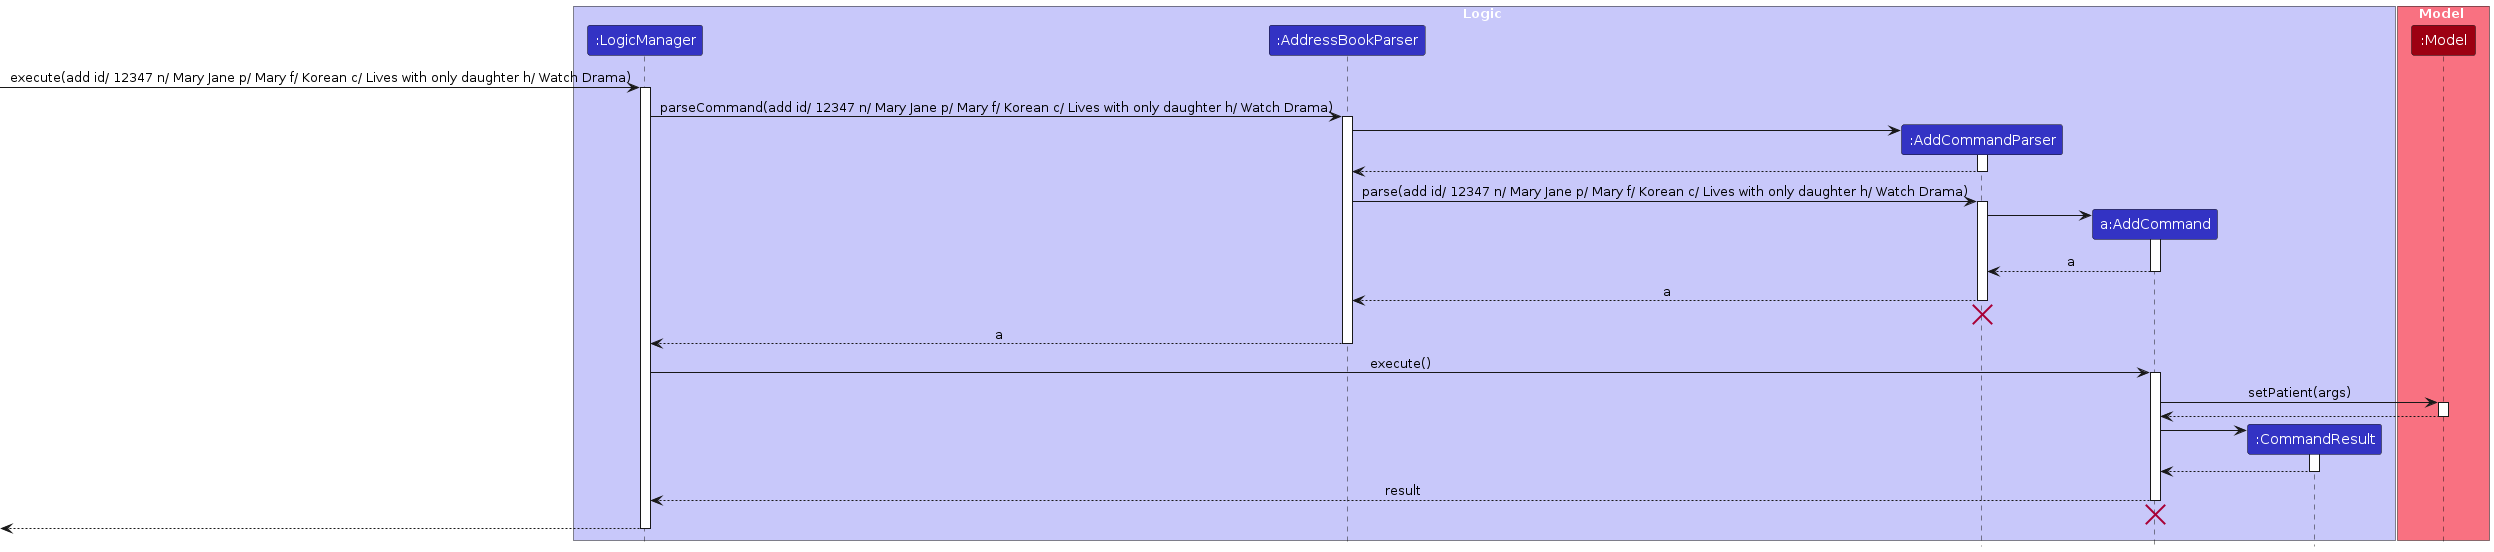 Logic
Model
:LogicManager
:AddressBookParser
:Model
execute(add id/ 12347 n/ Mary Jane p/ Mary f/ Korean c/ Lives with only daughter h/ Watch Drama)
parseCommand(add id/ 12347 n/ Mary Jane p/ Mary f/ Korean c/ Lives with only daughter h/ Watch Drama)
:AddCommandParser
parse(add id/ 12347 n/ Mary Jane p/ Mary f/ Korean c/ Lives with only daughter h/ Watch Drama)
a:AddCommand
a
a
a
execute()
setPatient(args)
:CommandResult
result